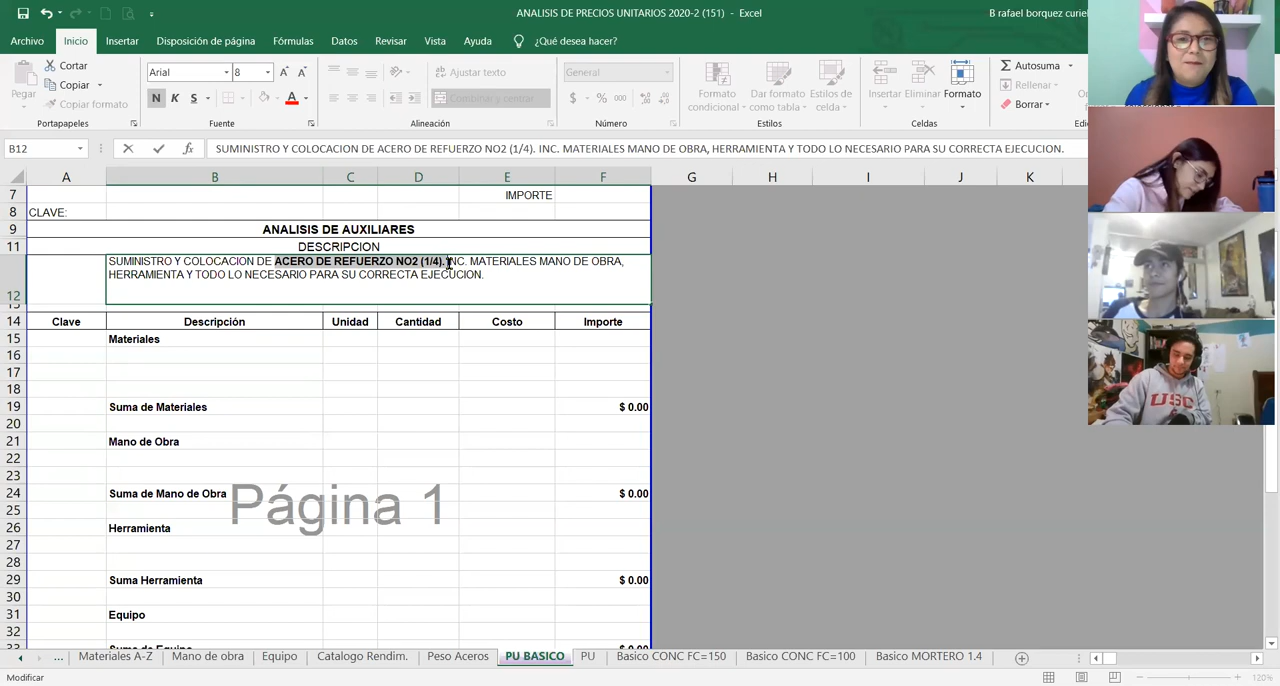 ANALISIS DE PRECIOS UNITARIOS 2020-2 (151) - Excel
B rafael borquez curiel
Archivo Inicio Insertar Disposición de página Fórmulas Datos Revisar Vista Ayuda ¿Qué desea hacer?
Pegar
Cortar
Copiar
Copiar formato
Portapapeles
Arial 8
N K S
Fuente
Ajustar texto
Combinar y centrar
Alineación
General
$ % 000
Número
Formato condicional
Dar formato como tabla
Estilos de celda
Estilos
Insertar Eliminar Formato
Celdas
Autosuma
Rellenar
Borrar
B12
SUMINISTRO Y COLOCACION DE ACERO DE REFUERZO NO2 (1/4). INC. MATERIALES MANO DE OBRA, HERRAMIENTA Y TODO LO NECESARIO PARA SU CORRECTA EJECUCION.
A B C D E F G H I J K
7 IMPORTE
8 CLAVE:
9 ANALISIS DE AUXILIARES
11 DESCRIPCION
SUMINISTRO Y COLOCACION DE ACERO DE REFUERZO NO2 (1/4). INC. MATERIALES MANO DE OBRA,
HERRAMIENTA Y TODO LO NECESARIO PARA SU CORRECTA EJECUCION.
12
14 Clave Descripción Unidad Cantidad Costo Importe
15 Materiales
16
17
18
19 Suma de Materiales $ 0.00
20
21 Mano de Obra
22
23
24 Suma de Mano de Obra $ 0.00
Página 1
25
26 Herramienta
27
28
29 Suma Herramienta $ 0.00
30
31 Equipo
32
... Materiales A-Z Mano de obra Equipo Catalogo Rendim. Peso Aceros PU BASICO PU Basico CONC FC=150 Basico CONC FC=100 Basico MORTERO 1.4
Modificar
120%
USC